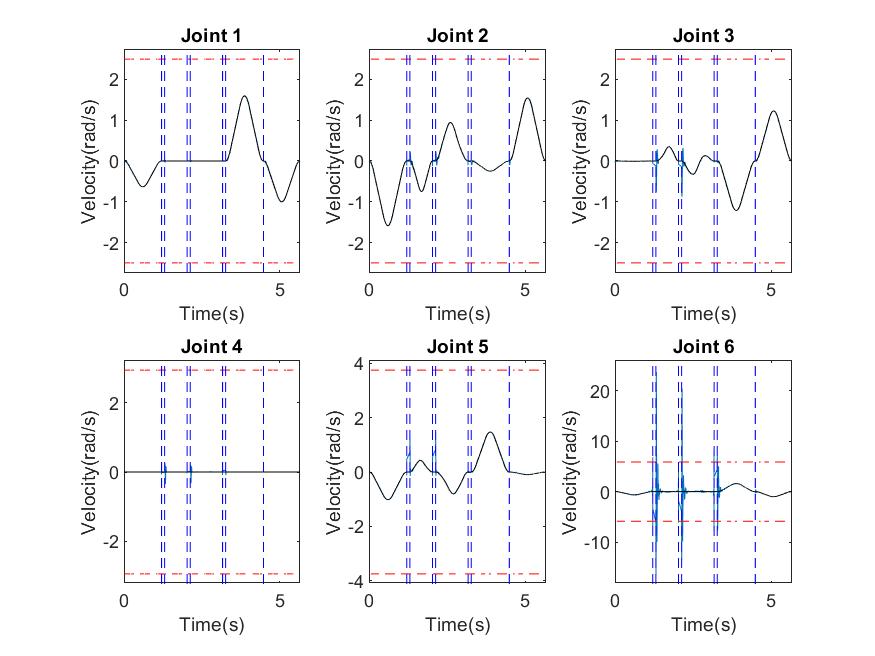 Joint 1 Joint 2 Joint 3
Velocity(rad/s) Velocity(rad/s) Velocity(rad/s)
2 2 2
1 1 1
0 0 0
-1 -1 -1
-2 -2 -2
0 5 0 5 0 5
Time(s) Time(s) Time(s)
Joint 4 Joint 5 Joint 6
Velocity(rad/s) Velocity(rad/s) Velocity(rad/s)
4
2 2 20
10
0 0 0
-2 -2 -10
-4
0 5 0 5 0 5
Time(s) Time(s) Time(s)